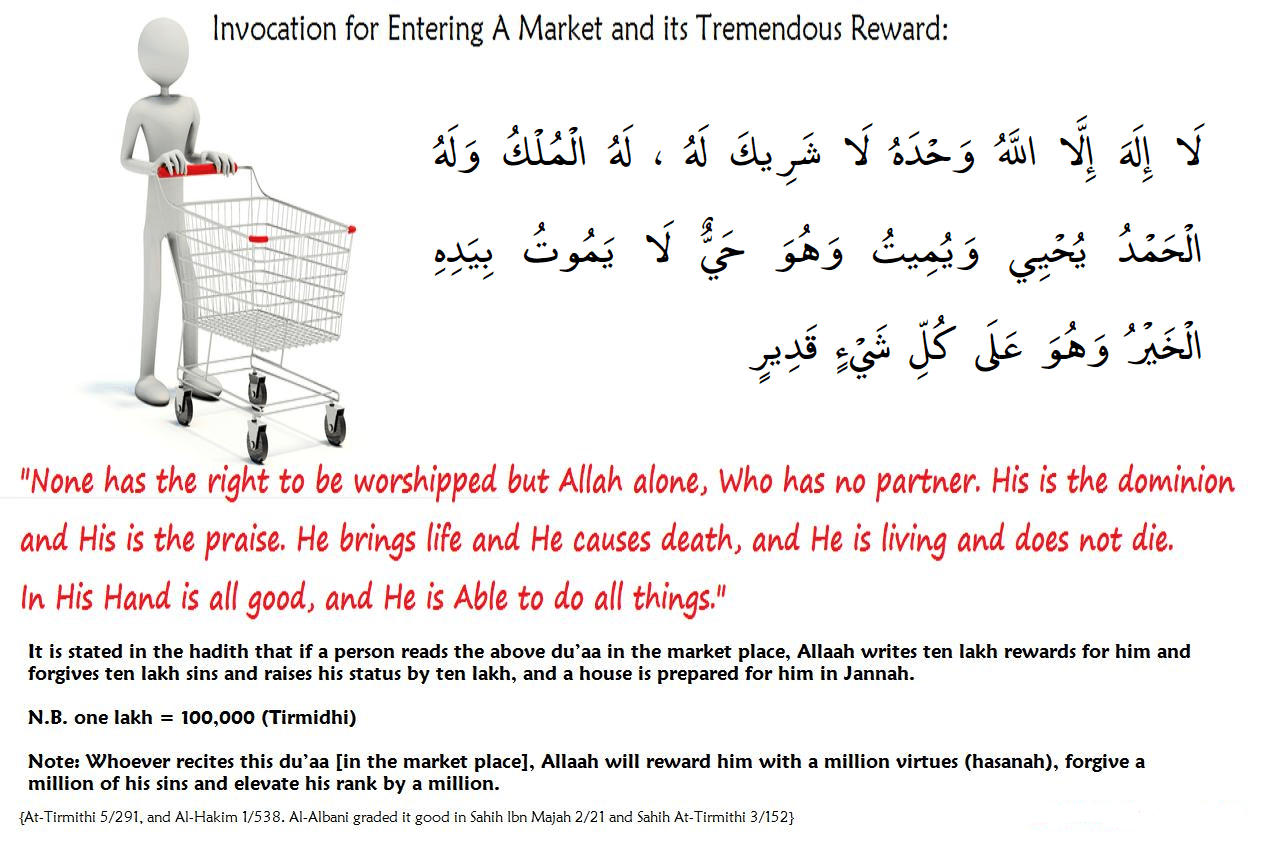 Invocation for Entering A Market and its Tremendous Reward:
لَا إِلَهَ إِلَّا اللَّهُ وَحْدَهُ لَا شَرِيكَ لَهُ ، لَهُ الْمُلْكُ وَلَهُ
الْحَمْدُ يُحْيِي وَيُمِيتُ وَهُوَ حَيٌّ لَا يَمُوتُ بِيَدِهِ
الْخَيْرُ وَهُوَ عَلَى كُلِّ شَيْءٍ قَدِيرٍ
"None has the right to be worshipped but Allah alone, Who has no partner. His is the dominion
and His is the praise. He brings life and He causes death, and He is living and does not die.
In His Hand is all good, and He is Able to do all things."
It is stated in the hadith that if a person reads the above du'aa in the market place, Allaah writes ten lakh rewards for him and
forgives ten lakh sins and raises his status by ten lakh, and a house is prepared for him in Jannah.
N.B. one lakh = 100,000 (Tirmidhi)
Note: Whoever recites this du'aa [in the market place], Allaah will reward him with a million virtues (hasanah), forgive a
million of his sins and elevate his rank by a million.
{At-Tirmithi 5/291, and Al-Hakim 1/538. Al-Albani graded it good in Sahih Ibn Majah 2/21 and Sahih At-Tirmithi 3/152}